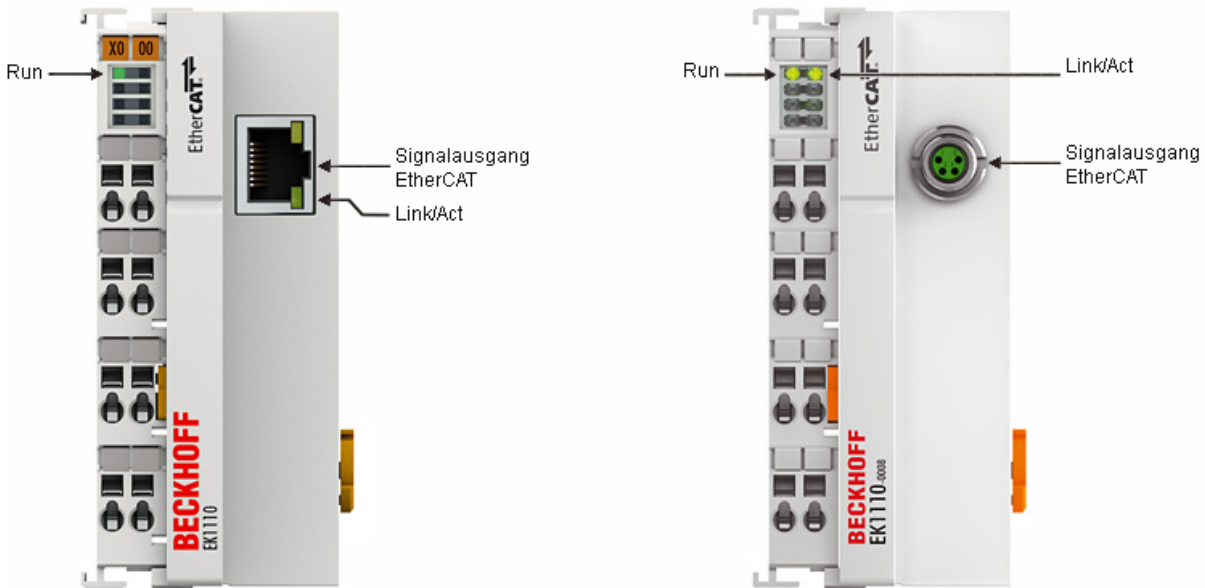 X0 00
Run
EtherCAT®
Signalausgang
EtherCAT
Link/Act
BECKHOFF
EK1110
Run
Link/Act
EtherCAT®
Signalausgang
EtherCAT
BECKHOFF
EK1110-0008